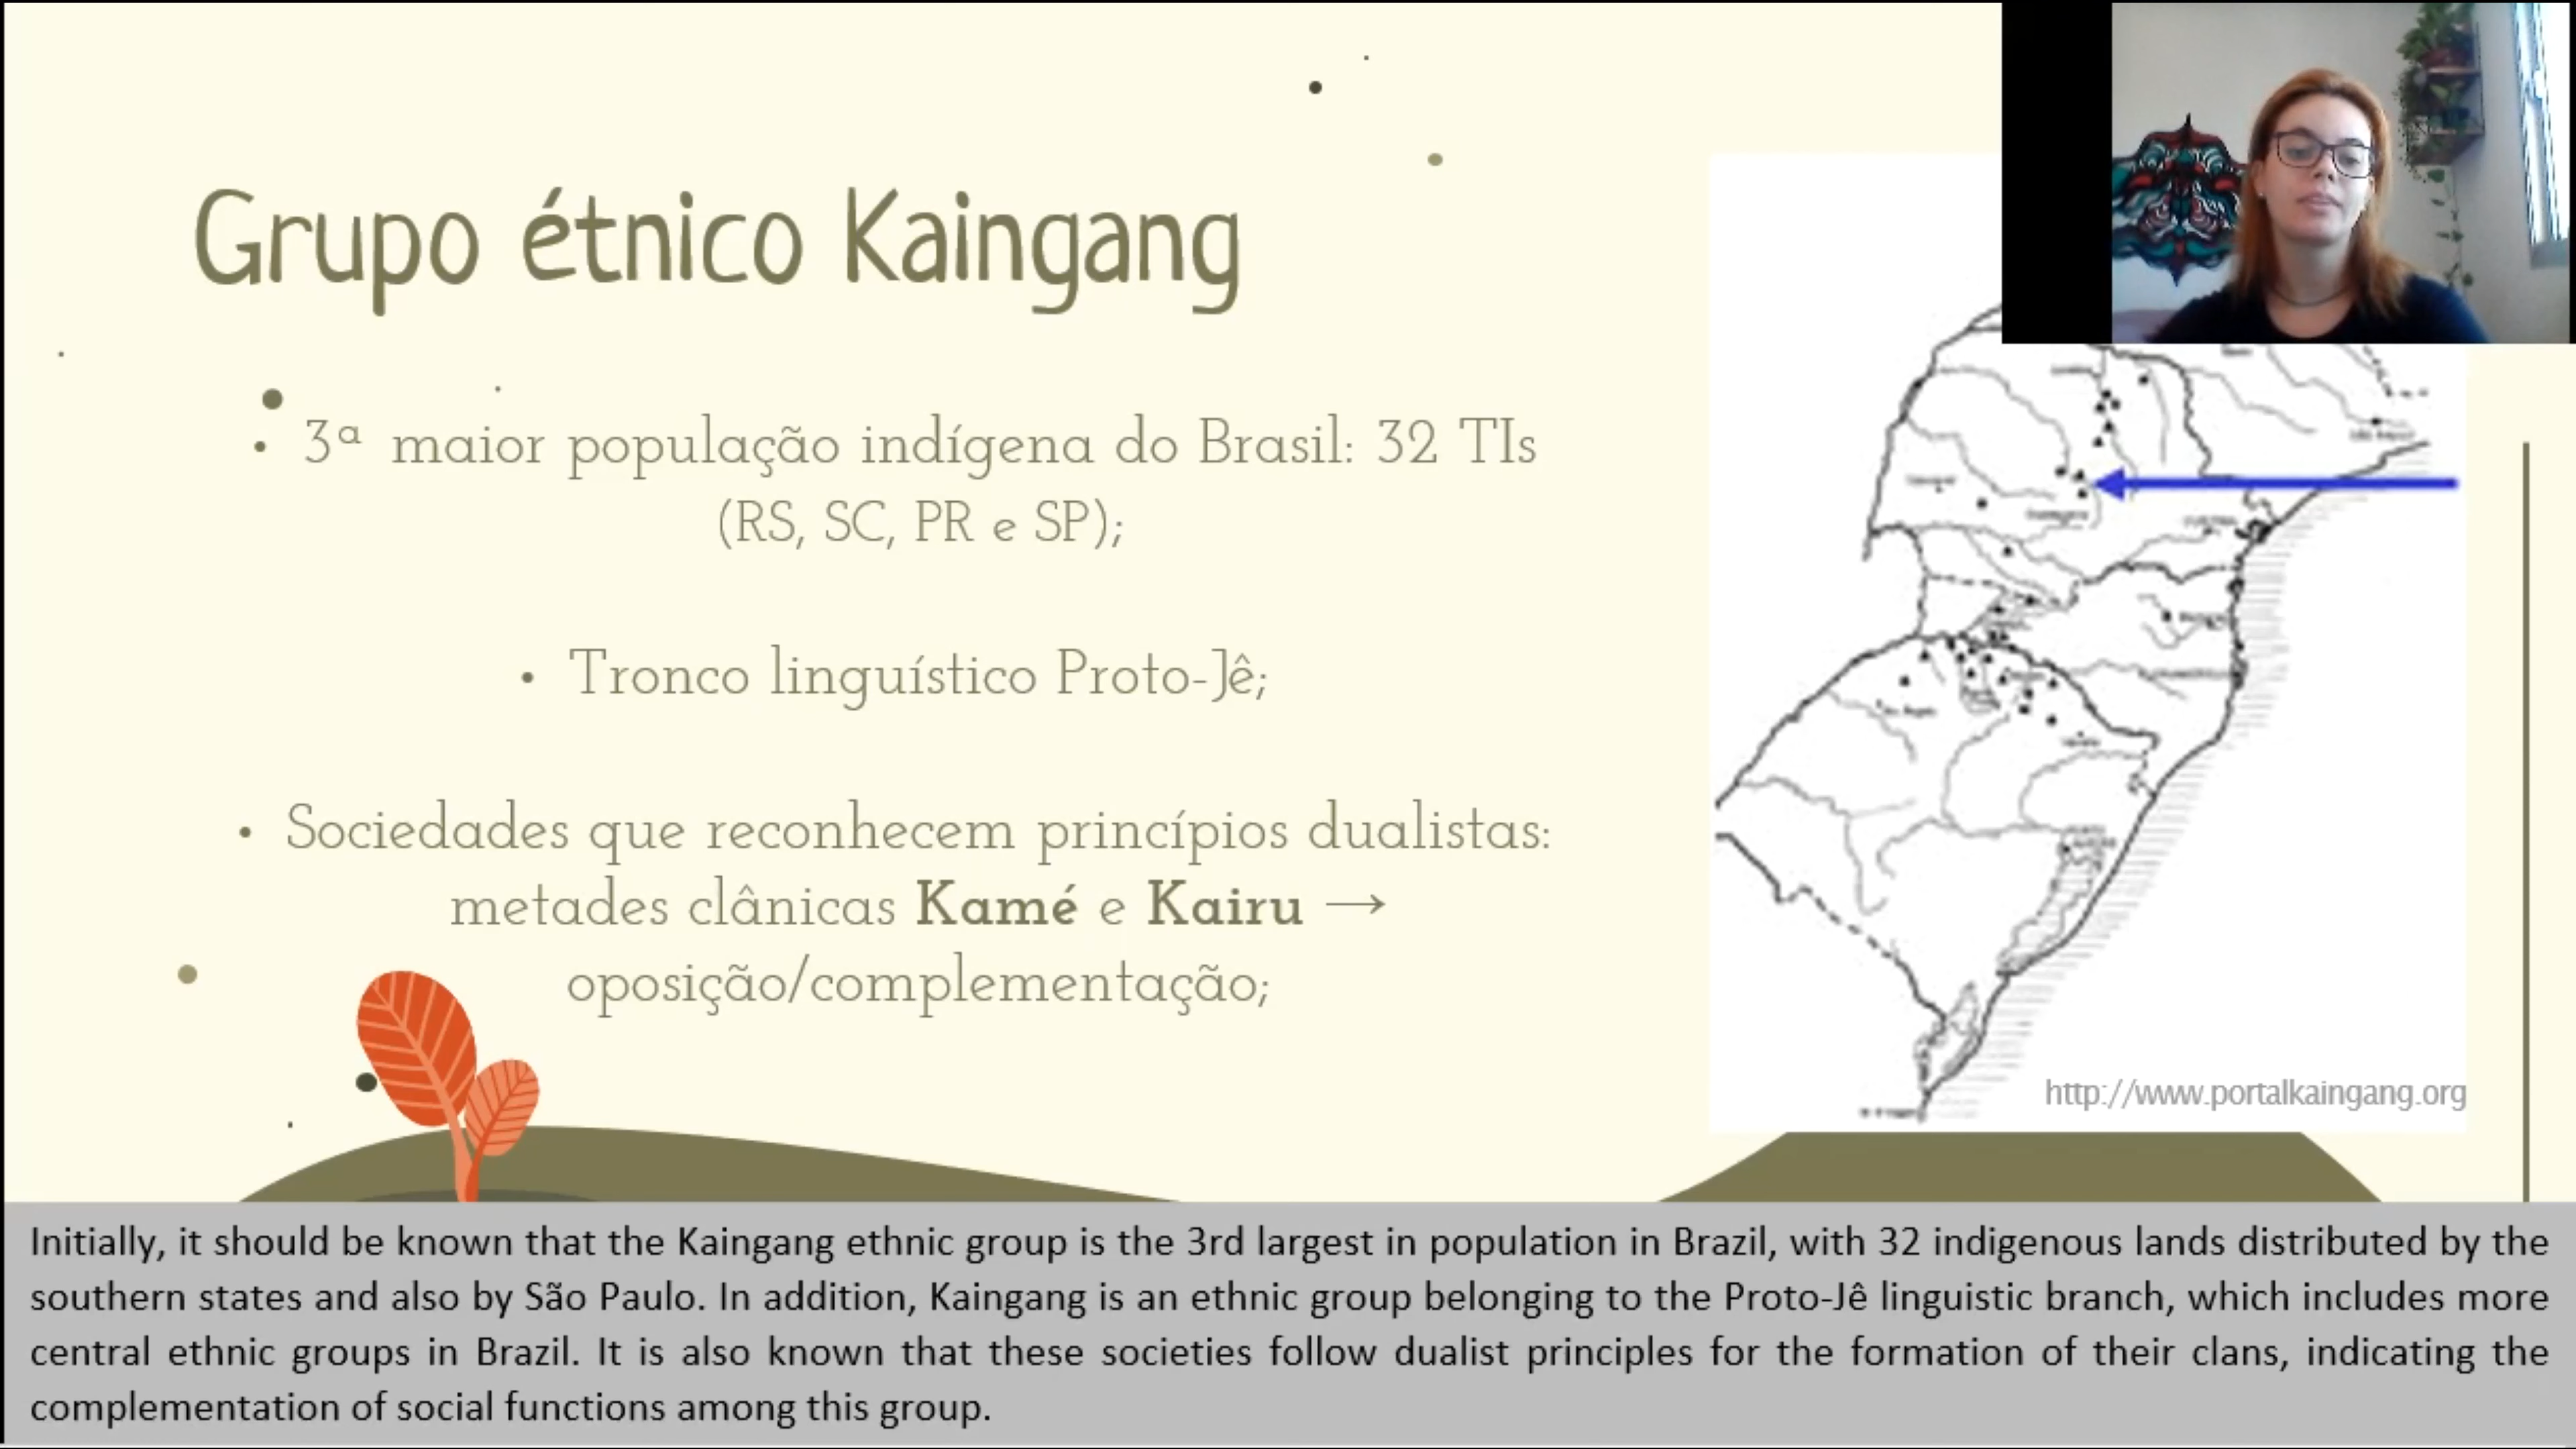 Grupo étnico Kaingang
• 3ª maior população indígena do Brasil: 32 TIs
(RS, SC, PR e SP);
• Tronco linguístico Proto-Jê;
• Sociedades que reconhecem princípios dualistas:
metades clânicas Kamé e Kairu →
oposição/complementação;
http://www.portalkaingang.org
Initially, it should be known that the Kaingang ethnic group is the 3rd largest in population in Brazil, with 32 indigenous lands distributed by the
southern states and also by São Paulo. In addition, Kaingang is an ethnic group belonging to the Proto-Jê linguistic branch, which includes more
central ethnic groups in Brazil. It is also known that these societies follow dualist principles for the formation of their clans, indicating the
complementation of social functions among this group.